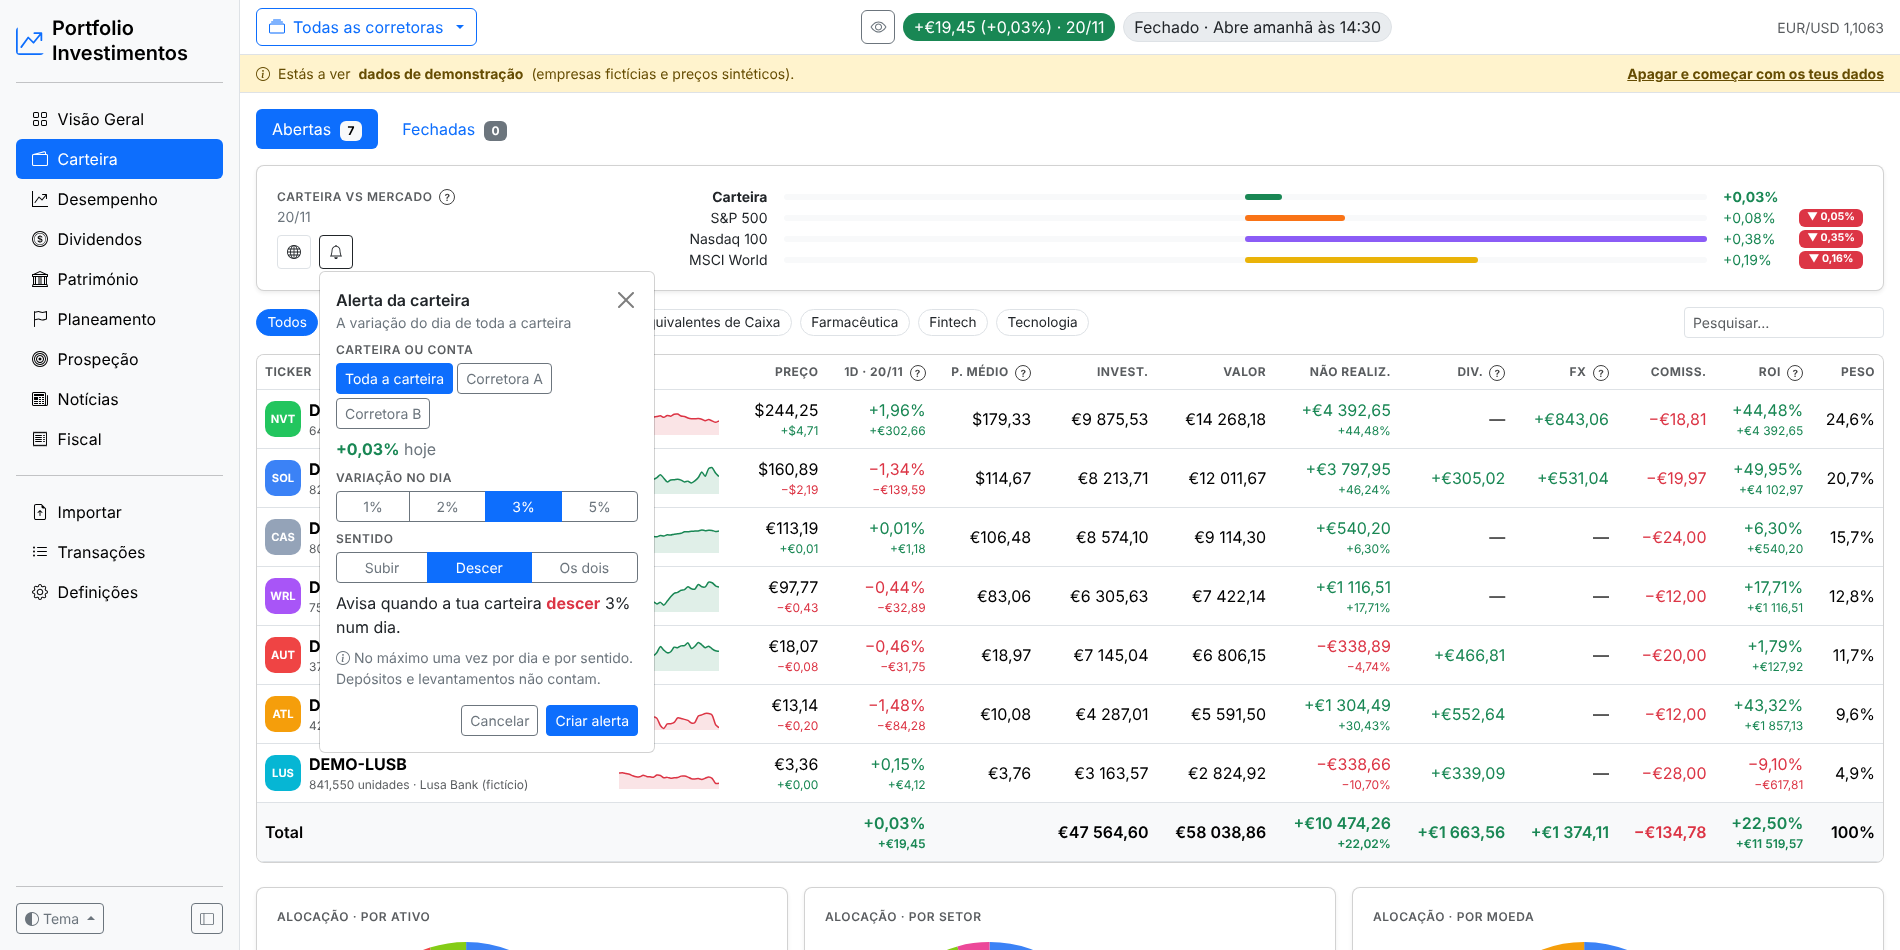 Portfolio
Investimentos
Visão Geral
Carteira
Desempenho
Dividendos
Património
Planeamento
Prospeção
Notícias
Fiscal
Importar
Transações
Definições
Tema
Todas as corretoras
+€19,45 (+0,03%) · 20/11
Fechado · Abre amanhã às 14:30
EUR/USD 1,1063
Estás a ver dados de demonstração (empresas fictícias e preços sintéticos).
Apagar e começar com os teus dados
Abertas 7
Fechadas 0
CARTEIRA VS MERCADO ?
20/11
Carteira +0,03%
S&P 500 +0,08% ▼ 0,05%
Nasdaq 100 +0,38% ▼ 0,35%
MSCI World +0,19% ▼ 0,16%
Todos
quivalentes de Caixa
Farmacêutica
Fintech
Tecnologia
Pesquisar...
Alerta da carteira
A variação do dia de toda a carteira
CARTEIRA OU CONTA
Toda a carteira
Corretora A
Corretora B
+0,03% hoje
VARIAÇÃO NO DIA
1% 2% 3% 5%
SENTIDO
Subir Descer Os dois
Avisa quando a tua carteira descer 3%
num dia.
No máximo uma vez por dia e por sentido.
Depósitos e levantamentos não contam.
Cancelar
Criar alerta
TICKER PREÇO 1D · 20/11 ? P. MÉDIO ? INVEST. VALOR NÃO REALIZ. DIV. ? FX ? COMISS. ROI ? PESO
NVT D $244,25 +1,96% $179,33 €9 875,53 €14 268,18 +€4 392,65 — +€843,06 −€18,81 +44,48% 24,6%
64 +$4,71 +€302,66 +44,48% +€4 392,65
SOL D $160,89 −1,34% $114,67 €8 213,71 €12 011,67 +€3 797,95 +€305,02 +€531,04 −€19,97 +49,95% 20,7%
82 −$2,19 −€139,59 +46,24% +€4 102,97
CAS D €113,19 +0,01% €106,48 €8 574,10 €9 114,30 +€540,20 — — −€24,00 +6,30% 15,7%
80 +€0,01 +€1,18 +6,30% +€540,20
WRL D €97,77 −0,44% €83,06 €6 305,63 €7 422,14 +€1 116,51 — — −€12,00 +17,71% 12,8%
75 −€0,43 −€32,89 +17,71% +€1 116,51
AUT D €18,07 −0,46% €18,97 €7 145,04 €6 806,15 −€338,89 +€466,81 — −€20,00 +1,79% 11,7%
37 −€0,08 −€31,75 −4,74% +€127,92
ATL D €13,14 −1,48% €10,08 €4 287,01 €5 591,50 +€1 304,49 +€552,64 — −€12,00 +43,32% 9,6%
42 −€0,20 −€84,28 +30,43% +€1 857,13
LUS DEMO-LUSB €3,36 +0,15% €3,76 €3 163,57 €2 824,92 −€338,66 +€339,09 — −€28,00 −9,10% 4,9%
841,550 unidades · Lusa Bank (fictício) +€0,00 +€4,12 −10,70% −€617,81
Total +0,03% €47 564,60 €58 038,86 +€10 474,26 +€1 663,56 +€1 374,11 −€134,78 +22,50% 100%
+€19,45 +22,02% +€11 519,57
ALOCAÇÃO · POR ATIVO
ALOCAÇÃO · POR SETOR
ALOCAÇÃO · POR MOEDA